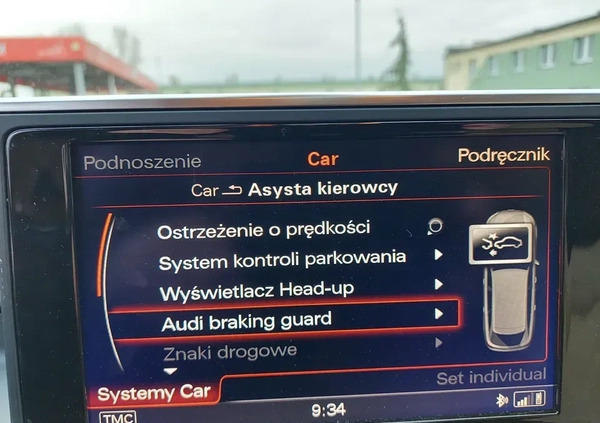 Podnoszenie Car Podręcznik
Car Asysta kierowcy
Ostrzeżenie o prędkości
System kontroli parkowania
Wyświetlacz Head-up
Audi braking guard
Znaki drogowe
Systemy Car Set individual
TMC 9:34